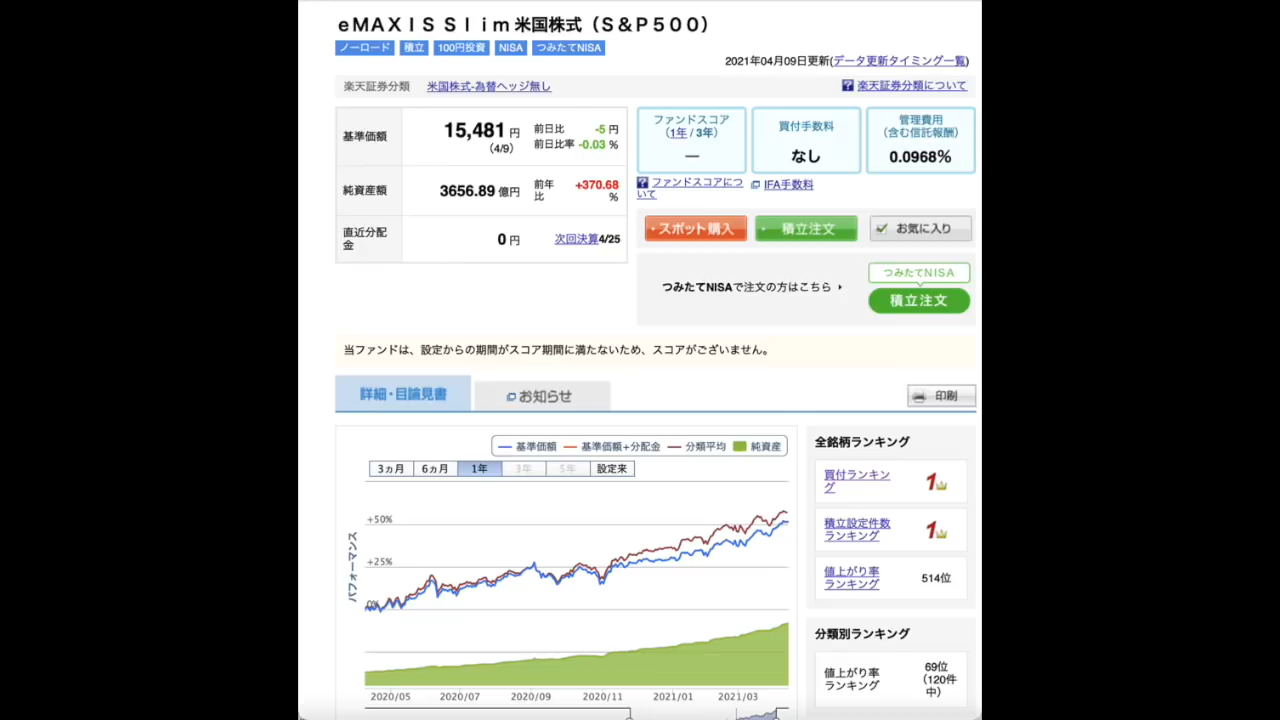 ｅＭＡＸＩＳ Ｓｌｉｍ 米国株式（Ｓ＆Ｐ５００）
ノーロード 積立 100円投資 NISA つみたてNISA
2021年04月09日更新(データ更新タイミング一覧)
楽天証券分類 米国株式-為替ヘッジ無し
? 楽天証券分類について
基準価額 15,481 円 (4/9) 前日比 -5 円
前日比率 -0.03 %
純資産額 3656.89 億円 前年比 +370.68 %
直近分配金 0 円 次回決算4/25
ファンドスコア
（1年 / 3年）
—
買付手数料
なし
管理費用
（含む信託報酬）
0.0968%
? ファンドスコアについて
IFA手数料
スポット購入
積立注文
お気に入り
つみたてNISAで注文の方はこちら
つみたてNISA
積立注文
当ファンドは、設定からの期間がスコア期間に満たないため、スコアがございません。
詳細・目論見書
お知らせ
印刷
基準価額 基準価額+分配金 分類平均 純資産
3ヵ月 6ヵ月 1年 3年 5年 設定来
パフォーマンス
+50%
+25%
0%
2020/05 2020/07 2020/09 2020/11 2021/01 2021/03
全銘柄ランキング
買付ランキング 1
積立設定件数
ランキング 1
値上がり率
ランキング 514位
分類別ランキング
値上がり率
ランキング 69位
（120件
中）